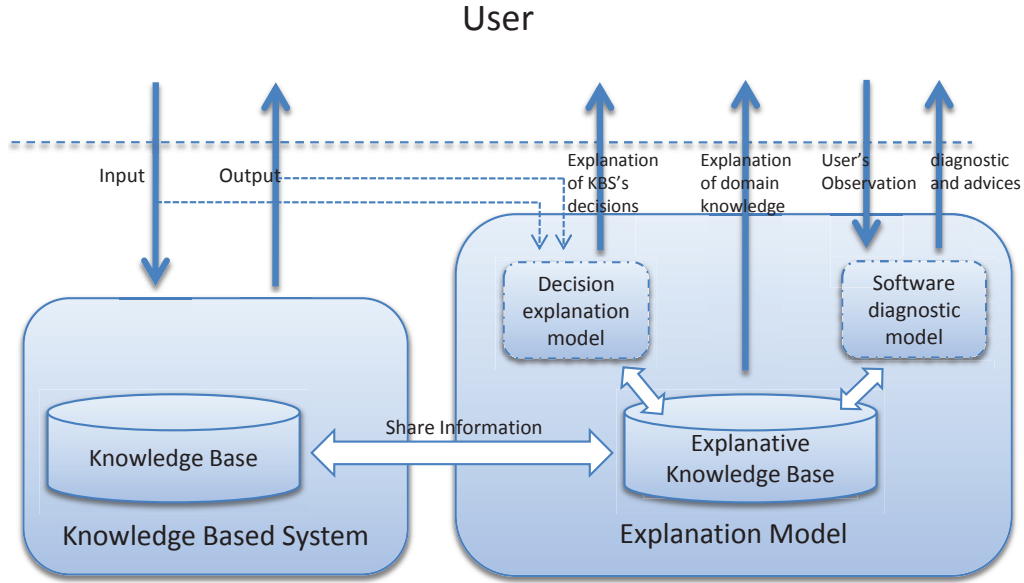 User
Input
Output
Explanation
of KBS's
decisions
Explanation
of domain
knowledge
User's
Observation
diagnostic
and advices
Decision
explanation
model
Software
diagnostic
model
Share Information
Knowledge Base
Explanative
Knowledge Base
Knowledge Based System
Explanation Model